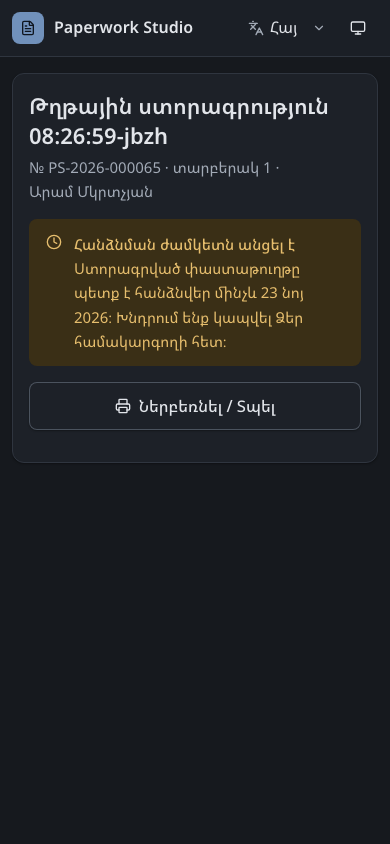 Paperwork Studio
Հայ
Թղթային ստորագրություն
08:26:59-jbzh
№ PS-2026-000065 · տարբերակ 1 ·
Արամ Մկրտչյան
Հանձնման ժամկետն անցել է
Ստորագրված փաստաթուղթը
պետք է հանձնվեր մինչև 23 նոյ
2026։ Խնդրում ենք կապվել Ձեր
համակարգողի հետ։
Ներբեռնել / Տպել